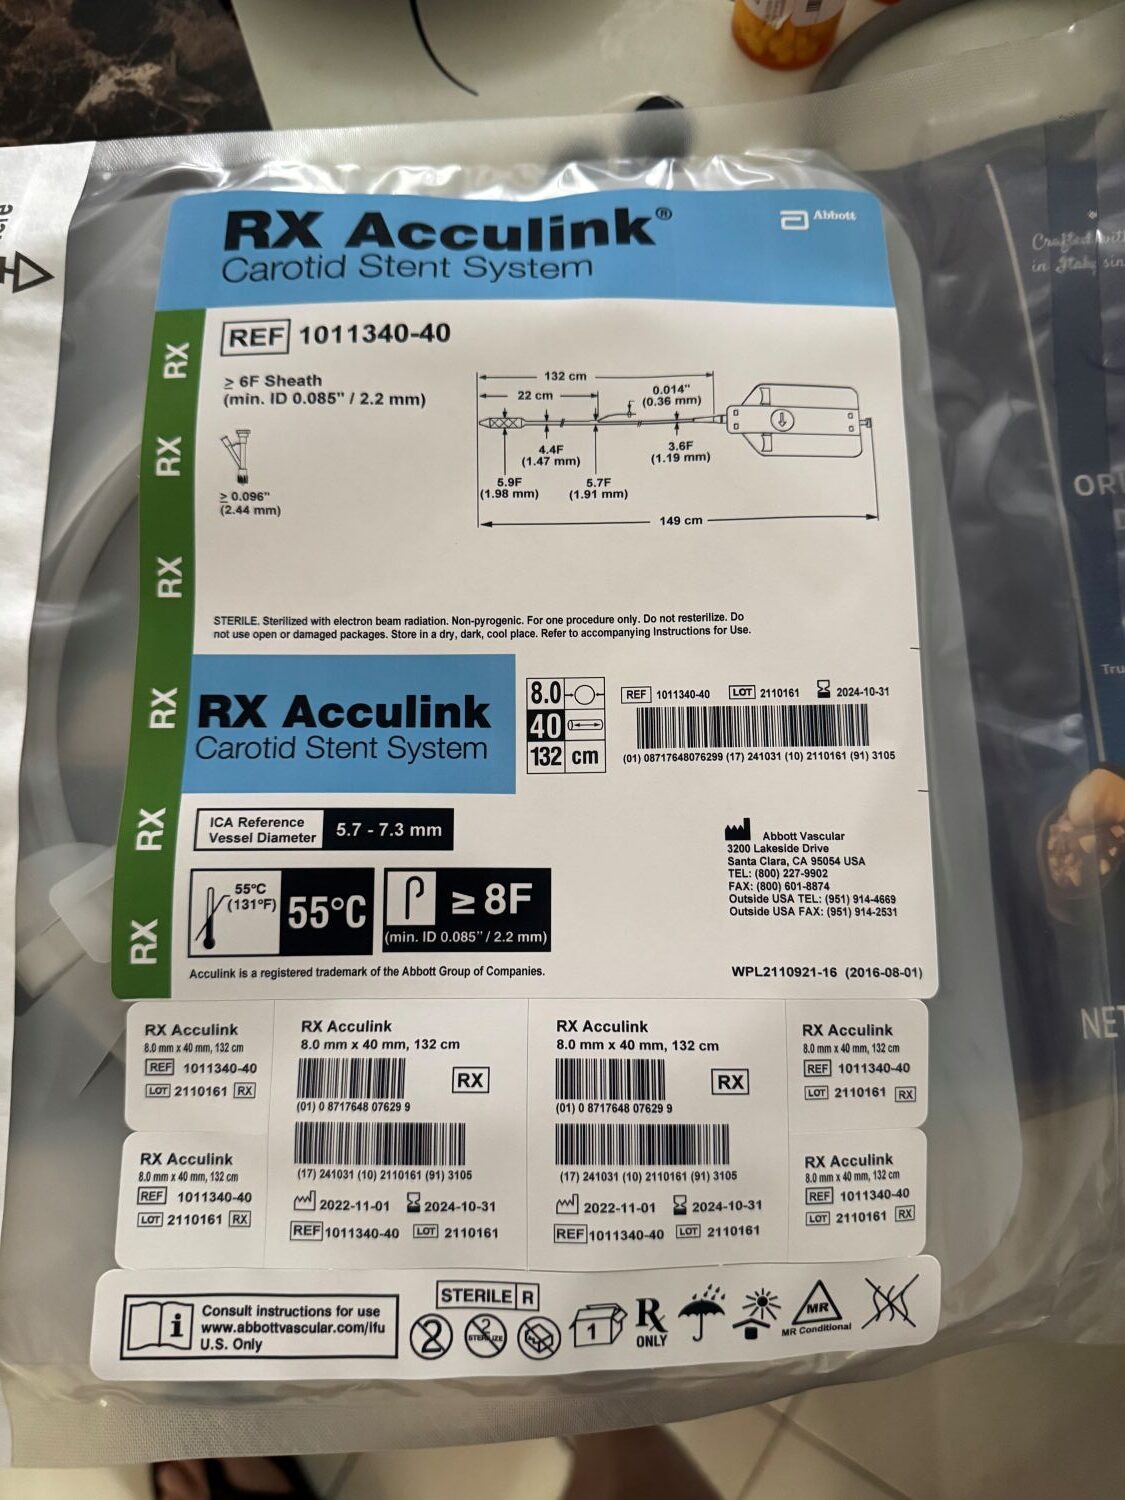 RX Acculink®
Carotid Stent System
Abbott
REF 1011340-40
≥ 6F Sheath
(min. ID 0.085" / 2.2 mm)
≥ 0.096"
(2.44 mm)
132 cm
22 cm
0.014"
(0.36 mm)
4.4F
(1.47 mm)
3.6F
(1.19 mm)
5.9F
(1.98 mm)
5.7F
(1.91 mm)
149 cm
RX
RX
RX
RX
RX
RX
STERILE. Sterilized with electron beam radiation. Non-pyrogenic. For one procedure only. Do not resterilize. Do
not use open or damaged packages. Store in a dry, dark, cool place. Refer to accompanying Instructions for Use.
RX Acculink
Carotid Stent System
8.0
40
132 cm
REF 1011340-40 LOT 2110161 2024-10-31
(01) 08717648076299 (17) 241031 (10) 2110161 (91) 3105
ICA Reference
Vessel Diameter
5.7 - 7.3 mm
55°C
(131°F)
55°C
≥ 8F
(min. ID 0.085" / 2.2 mm)
Abbott Vascular
3200 Lakeside Drive
Santa Clara, CA 95054 USA
TEL: (800) 227-9902
FAX: (800) 601-8874
Outside USA TEL: (951) 914-4669
Outside USA FAX: (951) 914-2531
Acculink is a registered trademark of the Abbott Group of Companies.
WPL2110921-16 (2016-08-01)
RX Acculink
8.0 mm x 40 mm, 132 cm
REF 1011340-40
LOT 2110161 RX
RX Acculink
8.0 mm x 40 mm, 132 cm
REF 1011340-40
LOT 2110161 RX
RX Acculink
8.0 mm x 40 mm, 132 cm
RX
(01) 0 8717648 07629 9
(17) 241031 (10) 2110161 (91) 3105
2022-11-01 2024-10-31
REF 1011340-40 LOT 2110161
RX Acculink
8.0 mm x 40 mm, 132 cm
RX
(01) 0 8717648 07629 9
(17) 241031 (10) 2110161 (91) 3105
2022-11-01 2024-10-31
REF 1011340-40 LOT 2110161
RX Acculink
8.0 mm x 40 mm, 132 cm
REF 1011340-40
LOT 2110161 RX
RX Acculink
8.0 mm x 40 mm, 132 cm
REF 1011340-40
LOT 2110161 RX
i
Consult instructions for use
www.abbottvascular.com/ifu
U.S. Only
STERILE R
2
2
STERILIZE
1
Rx
ONLY
MR
MR Conditional
Crafted
in Italy